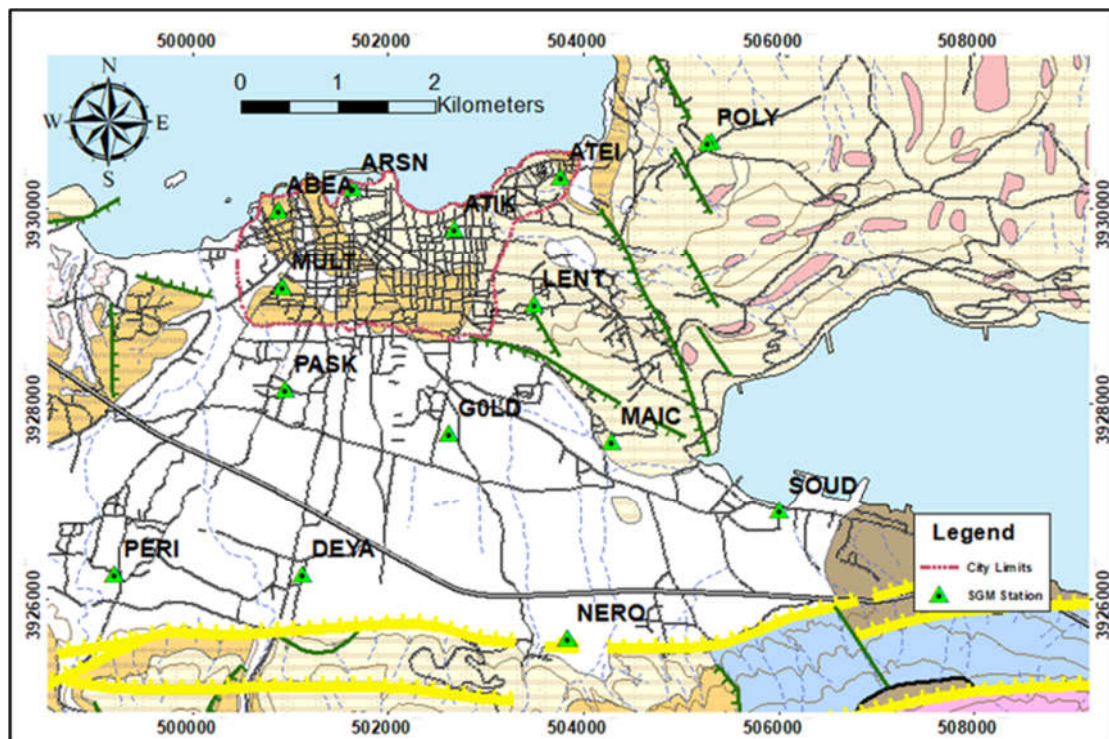 500000 502000 504000 506000 508000
N
W E
S
0 1 2
Kilometers
POLY
ARSN
ATEI
ABEA
ATIK
3930000
3930000
MULT
LENT
PASK
G0LD
MAIC
3928000
3928000
SOUD
Legend
City Limits
SGM Station
PERI
DEYA
NERO
3926000
3926000
500000 502000 504000 506000 508000